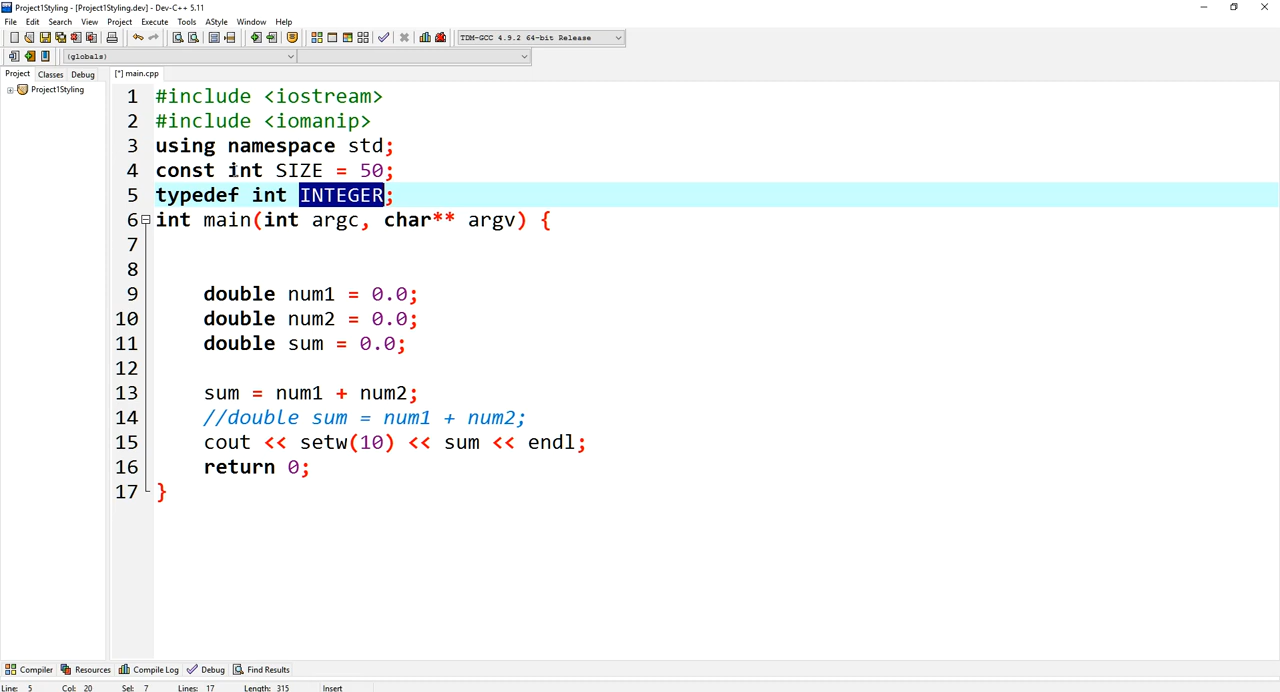 Project1Styling - [Project1Styling.dev] - Dev-C++ 5.11
File Edit Search View Project Execute Tools AStyle Window Help
TDM-GCC 4.9.2 64-bit Release
(globals)
Project Classes Debug [*] main.cpp
Project1Styling
1 #include <iostream>
2 #include <iomanip>
3 using namespace std;
4 const int SIZE = 50;
5 typedef int INTEGER;
6 int main(int argc, char** argv) {
7
8
9 double num1 = 0.0;
10 double num2 = 0.0;
11 double sum = 0.0;
12
13 sum = num1 + num2;
14 //double sum = num1 + num2;
15 cout << setw(10) << sum << endl;
16 return 0;
17 }
Compiler Resources Compile Log Debug Find Results
Line: 5 Col: 20 Sel: 7 Lines: 17 Length: 315 Insert